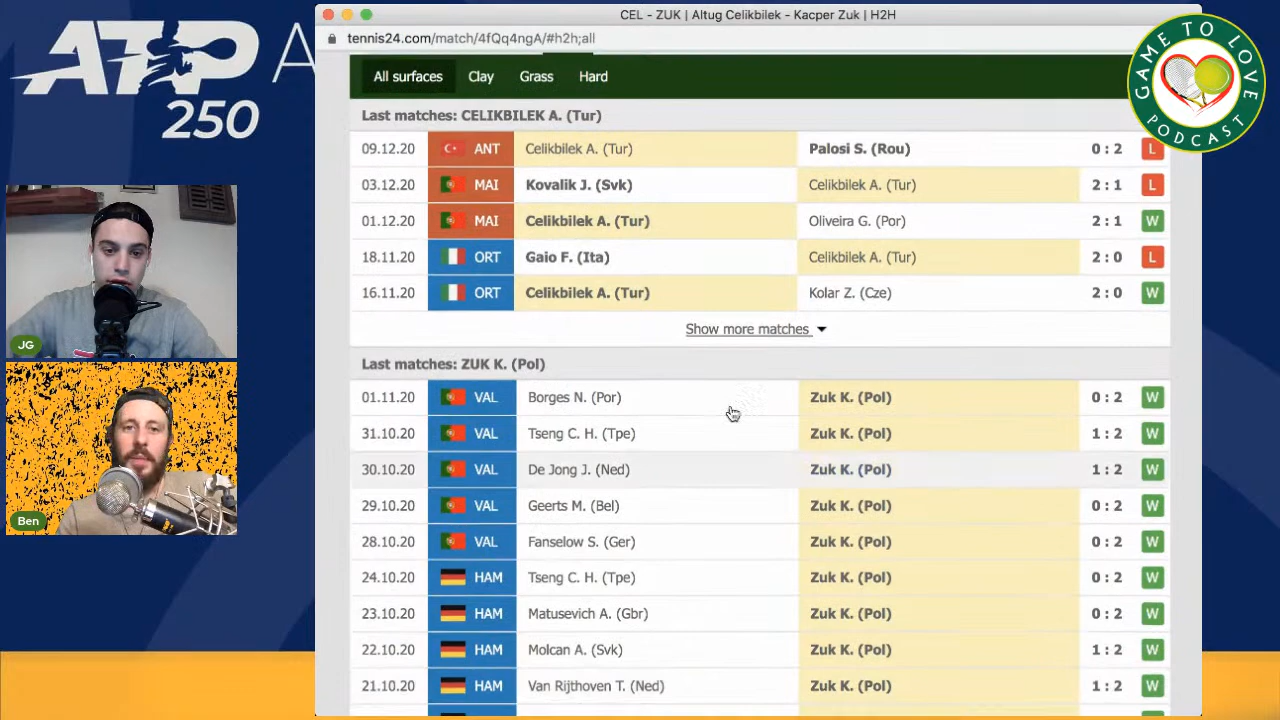 CEL - ZUK | Altug Celikbilek - Kacper Zuk | H2H
tennis24.com/match/4fQq4ngA/#h2h;all
ATP A
250
GAME TO LOVE
PODCAST
All surfaces Clay Grass Hard
Last matches: CELIKBILEK A. (Tur)
09.12.20 ANT Celikbilek A. (Tur) Palosi S. (Rou) 0 : 2 L
03.12.20 MAI Kovalik J. (Svk) Celikbilek A. (Tur) 2 : 1 L
01.12.20 MAI Celikbilek A. (Tur) Oliveira G. (Por) 2 : 1 W
18.11.20 ORT Gaio F. (Ita) Celikbilek A. (Tur) 2 : 0 L
16.11.20 ORT Celikbilek A. (Tur) Kolar Z. (Cze) 2 : 0 W
Show more matches
Last matches: ZUK K. (Pol)
01.11.20 VAL Borges N. (Por) Zuk K. (Pol) 0 : 2 W
31.10.20 VAL Tseng C. H. (Tpe) Zuk K. (Pol) 1 : 2 W
30.10.20 VAL De Jong J. (Ned) Zuk K. (Pol) 1 : 2 W
29.10.20 VAL Geerts M. (Bel) Zuk K. (Pol) 0 : 2 W
28.10.20 VAL Fanselow S. (Ger) Zuk K. (Pol) 0 : 2 W
24.10.20 HAM Tseng C. H. (Tpe) Zuk K. (Pol) 0 : 2 W
23.10.20 HAM Matusevich A. (Gbr) Zuk K. (Pol) 0 : 2 W
22.10.20 HAM Molcan A. (Svk) Zuk K. (Pol) 1 : 2 W
21.10.20 HAM Van Rijthoven T. (Ned) Zuk K. (Pol) 1 : 2 W
JG
Ben